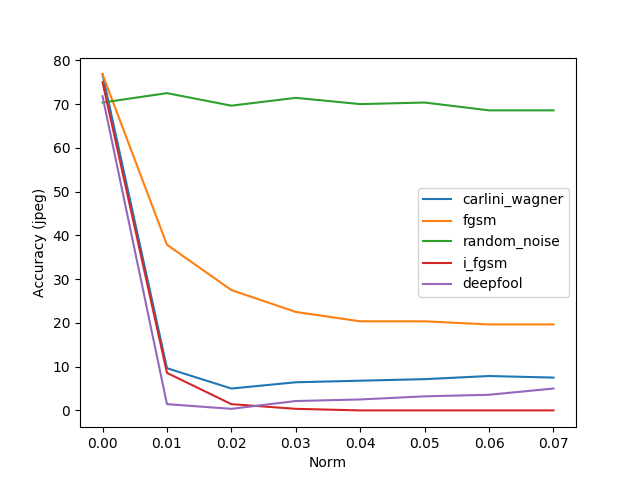 80
70
60
50
40
30
20
10
0
Accuracy (jpeg)
carlini_wagner
fgsm
random_noise
i_fgsm
deepfool
0.00 0.01 0.02 0.03 0.04 0.05 0.06 0.07
Norm